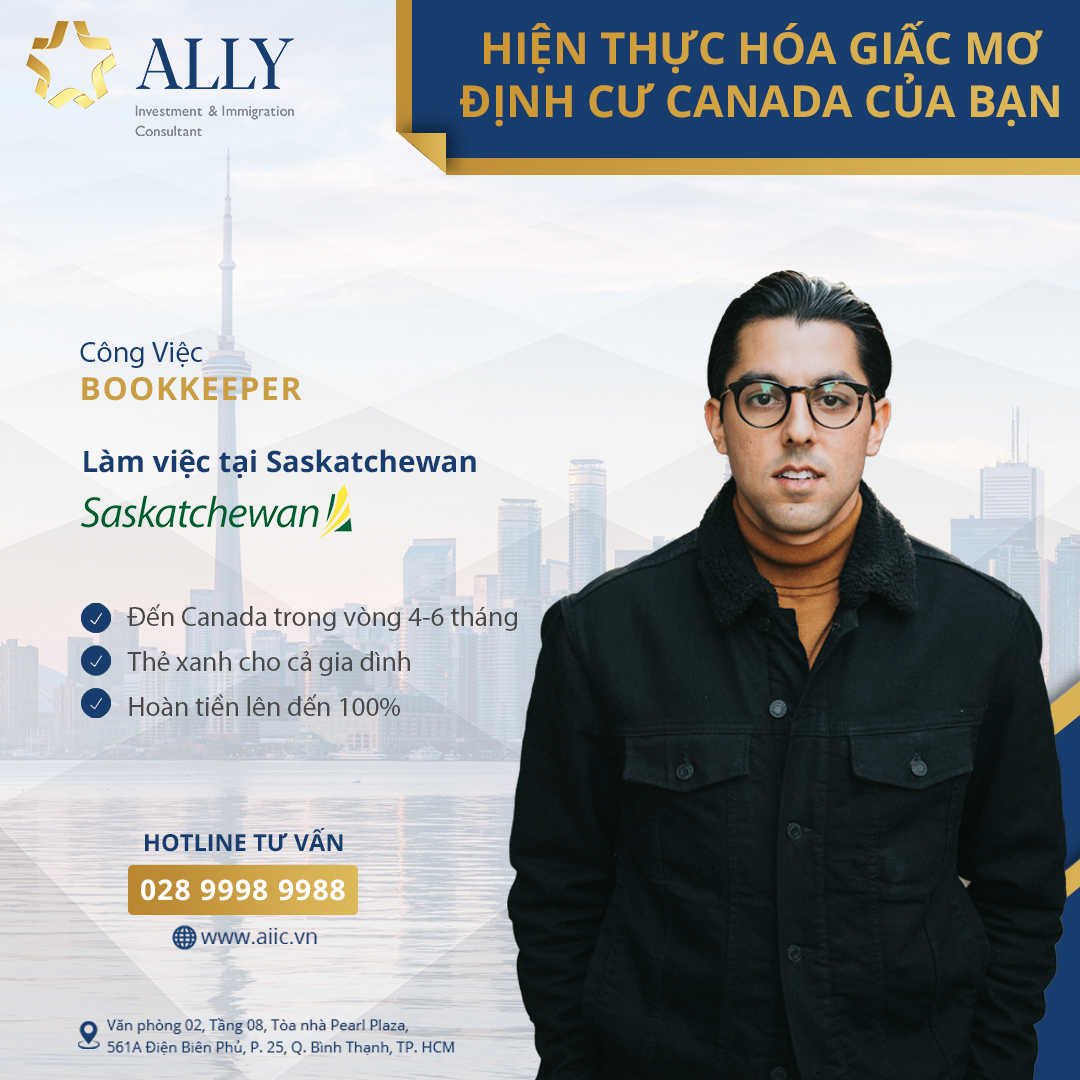 ALLY
Investment & Immigration
Consultant
HIỆN THỰC HÓA GIẤC MƠ
ĐỊNH CƯ CANADA CỦA BẠN
Công Việc
BOOKKEEPER
Làm việc tại Saskatchewan
Saskatchewan
Đến Canada trong vòng 4-6 tháng
Thẻ xanh cho cả gia đình
Hoàn tiền lên đến 100%
HOTLINE TƯ VẤN
028 9998 9988
www.aiic.vn
Văn phòng 02, Tầng 08, Tòa nhà Pearl Plaza,
561A Điện Biên Phủ, P. 25, Q. Bình Thạnh, TP. HCM